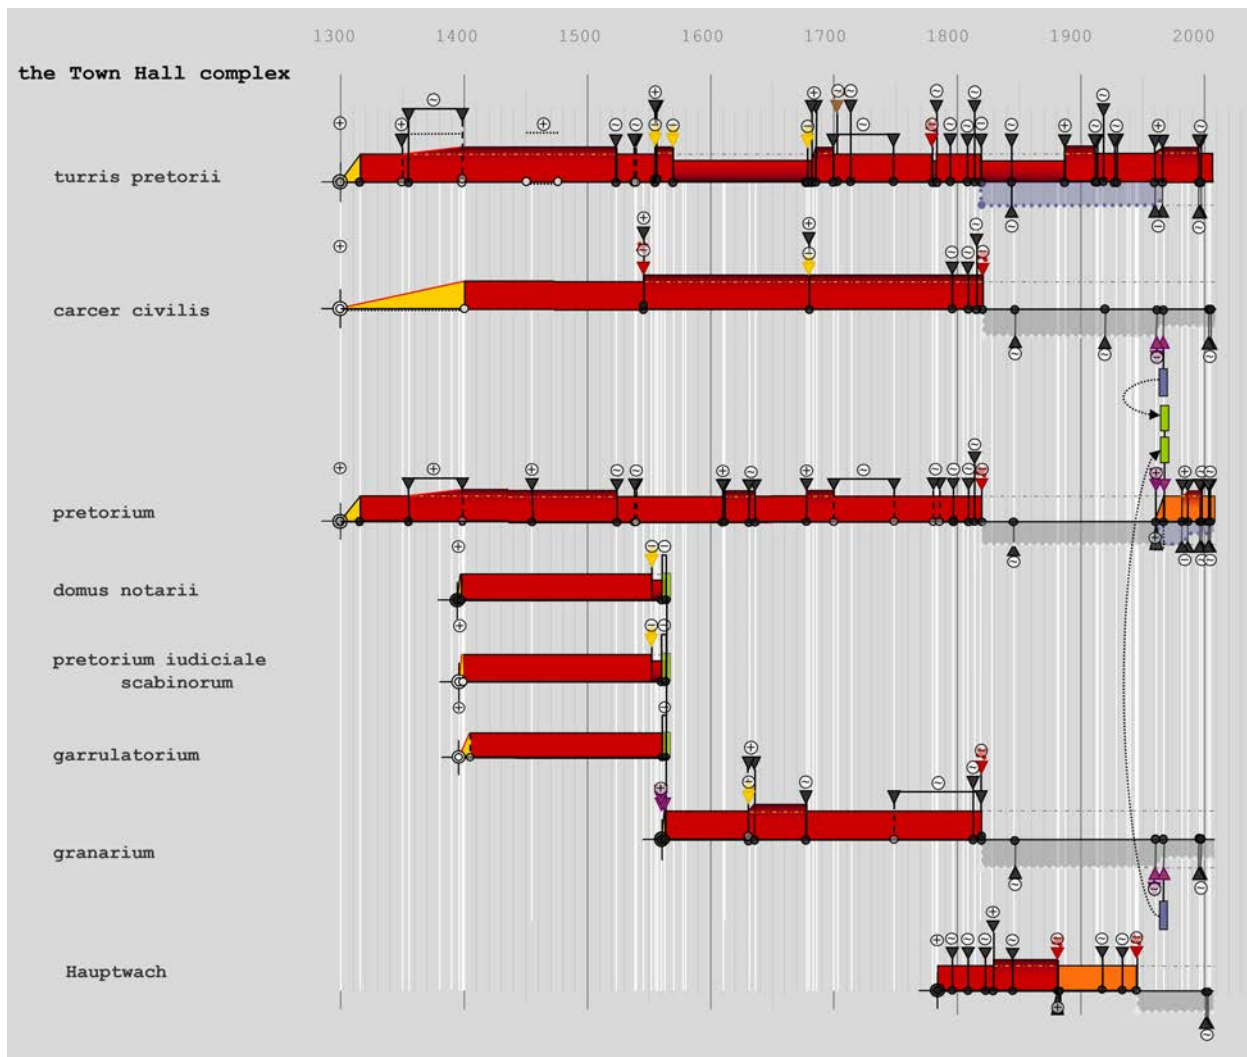 1300 1400 1500 1600 1700 1800 1900 2000
the Town Hall complex
turris pretorii
carcer civilis
pretorium
domus notarii
pretorium iudiciale
scabinorum
garrulatorium
granarium
Hauptwach